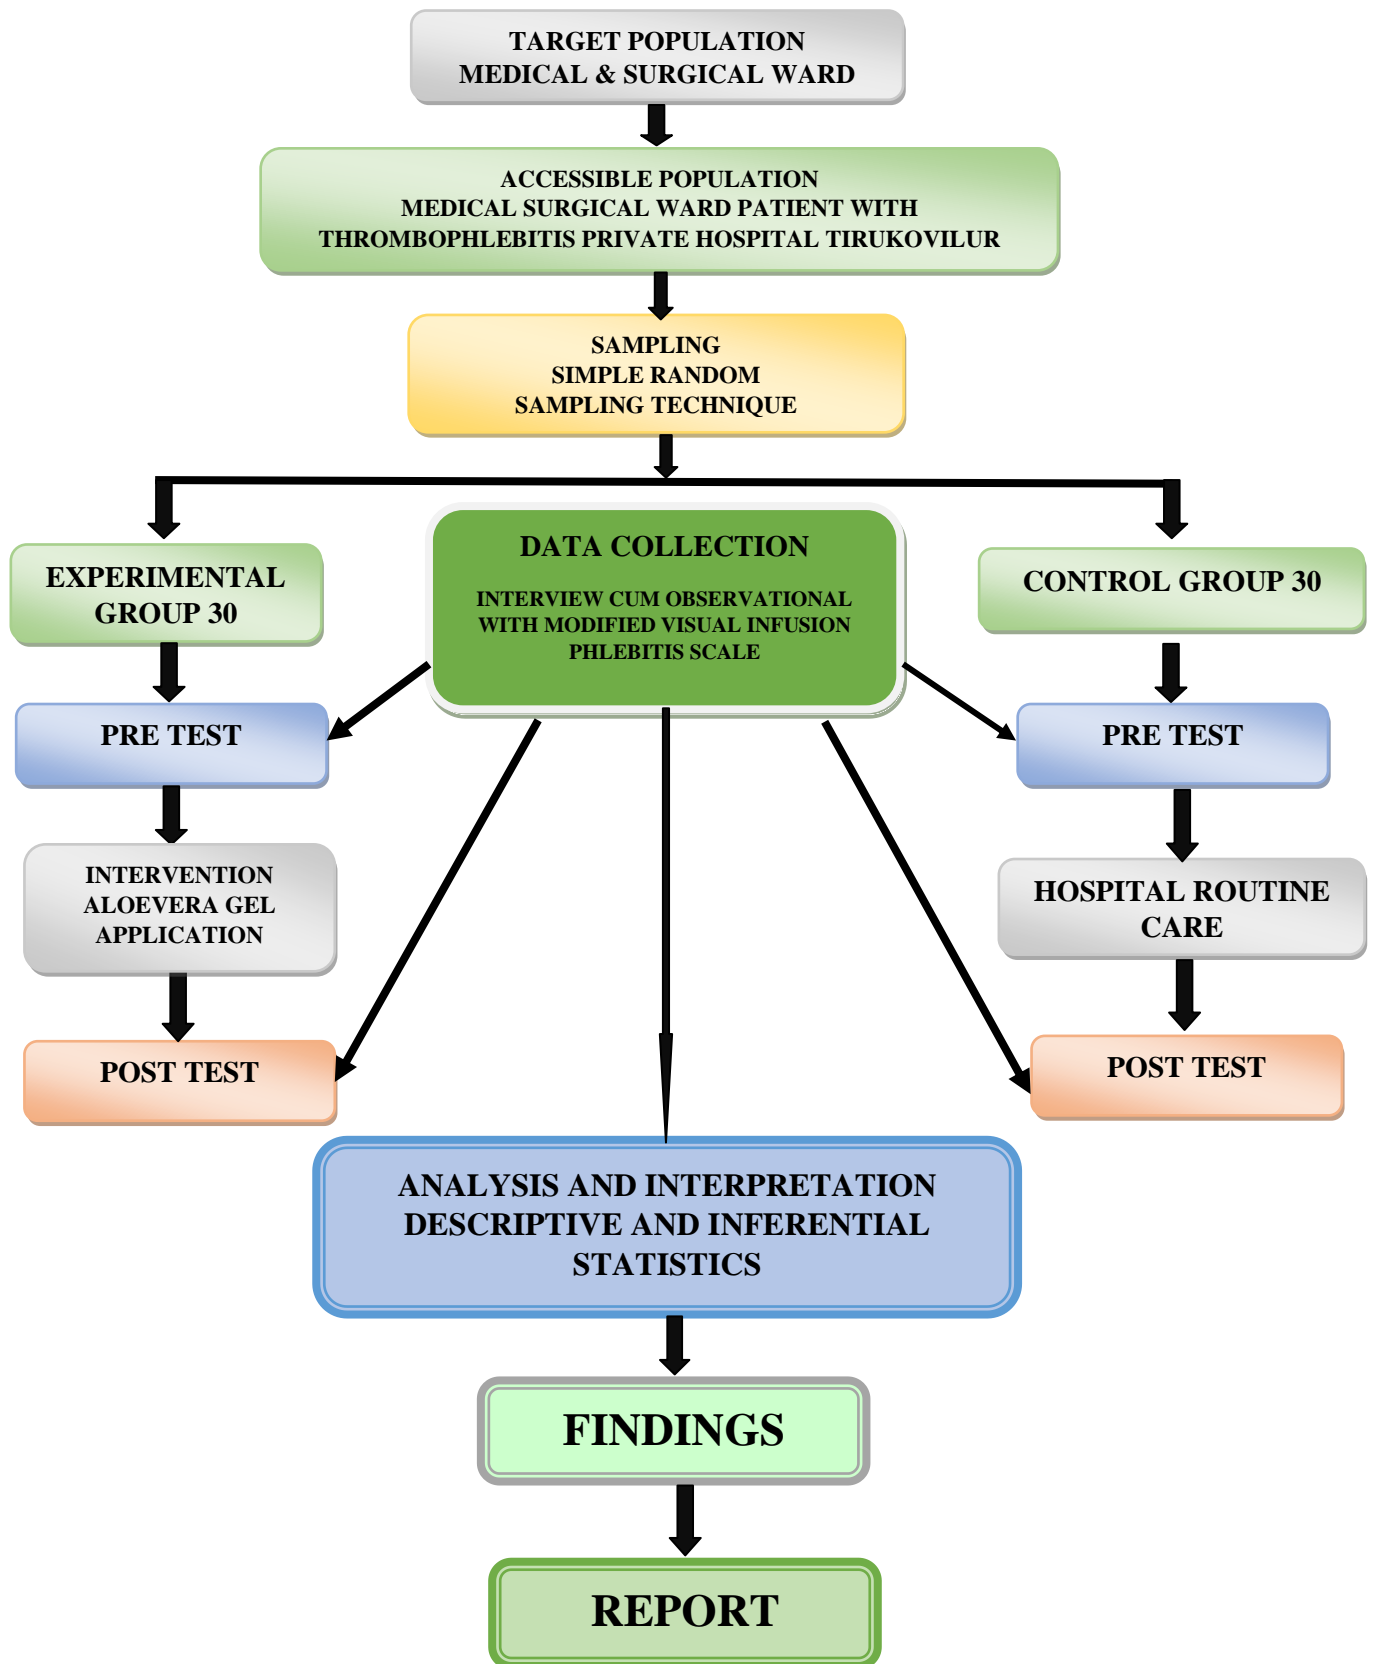 TARGET POPULATION
MEDICAL & SURGICAL WARD
ACCESSIBLE POPULATION
MEDICAL SURGICAL WARD PATIENT WITH
THROMBOPHLEBITIS PRIVATE HOSPITAL TIRUKOVILUR
SAMPLING
SIMPLE RANDOM
SAMPLING TECHNIQUE
EXPERIMENTAL
GROUP 30
DATA COLLECTION
INTERVIEW CUM OBSERVATIONAL
WITH MODIFIED VISUAL INFUSION
PHLEBITIS SCALE
CONTROL GROUP 30
PRE TEST
PRE TEST
INTERVENTION
ALOEVERA GEL
APPLICATION
HOSPITAL ROUTINE
CARE
POST TEST
POST TEST
ANALYSIS AND INTERPRETATION
DESCRIPTIVE AND INFERENTIAL
STATISTICS
FINDINGS
REPORT